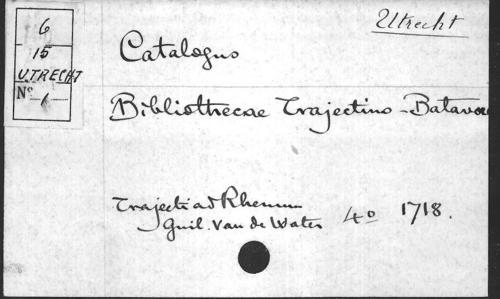 6
15
UTRECHT
No 1
Utrecht
Catalogus
Bibliothecae Trajectino-Batavae
Trajecti ad Rhenum
Guil. van de Water 4o 1718.